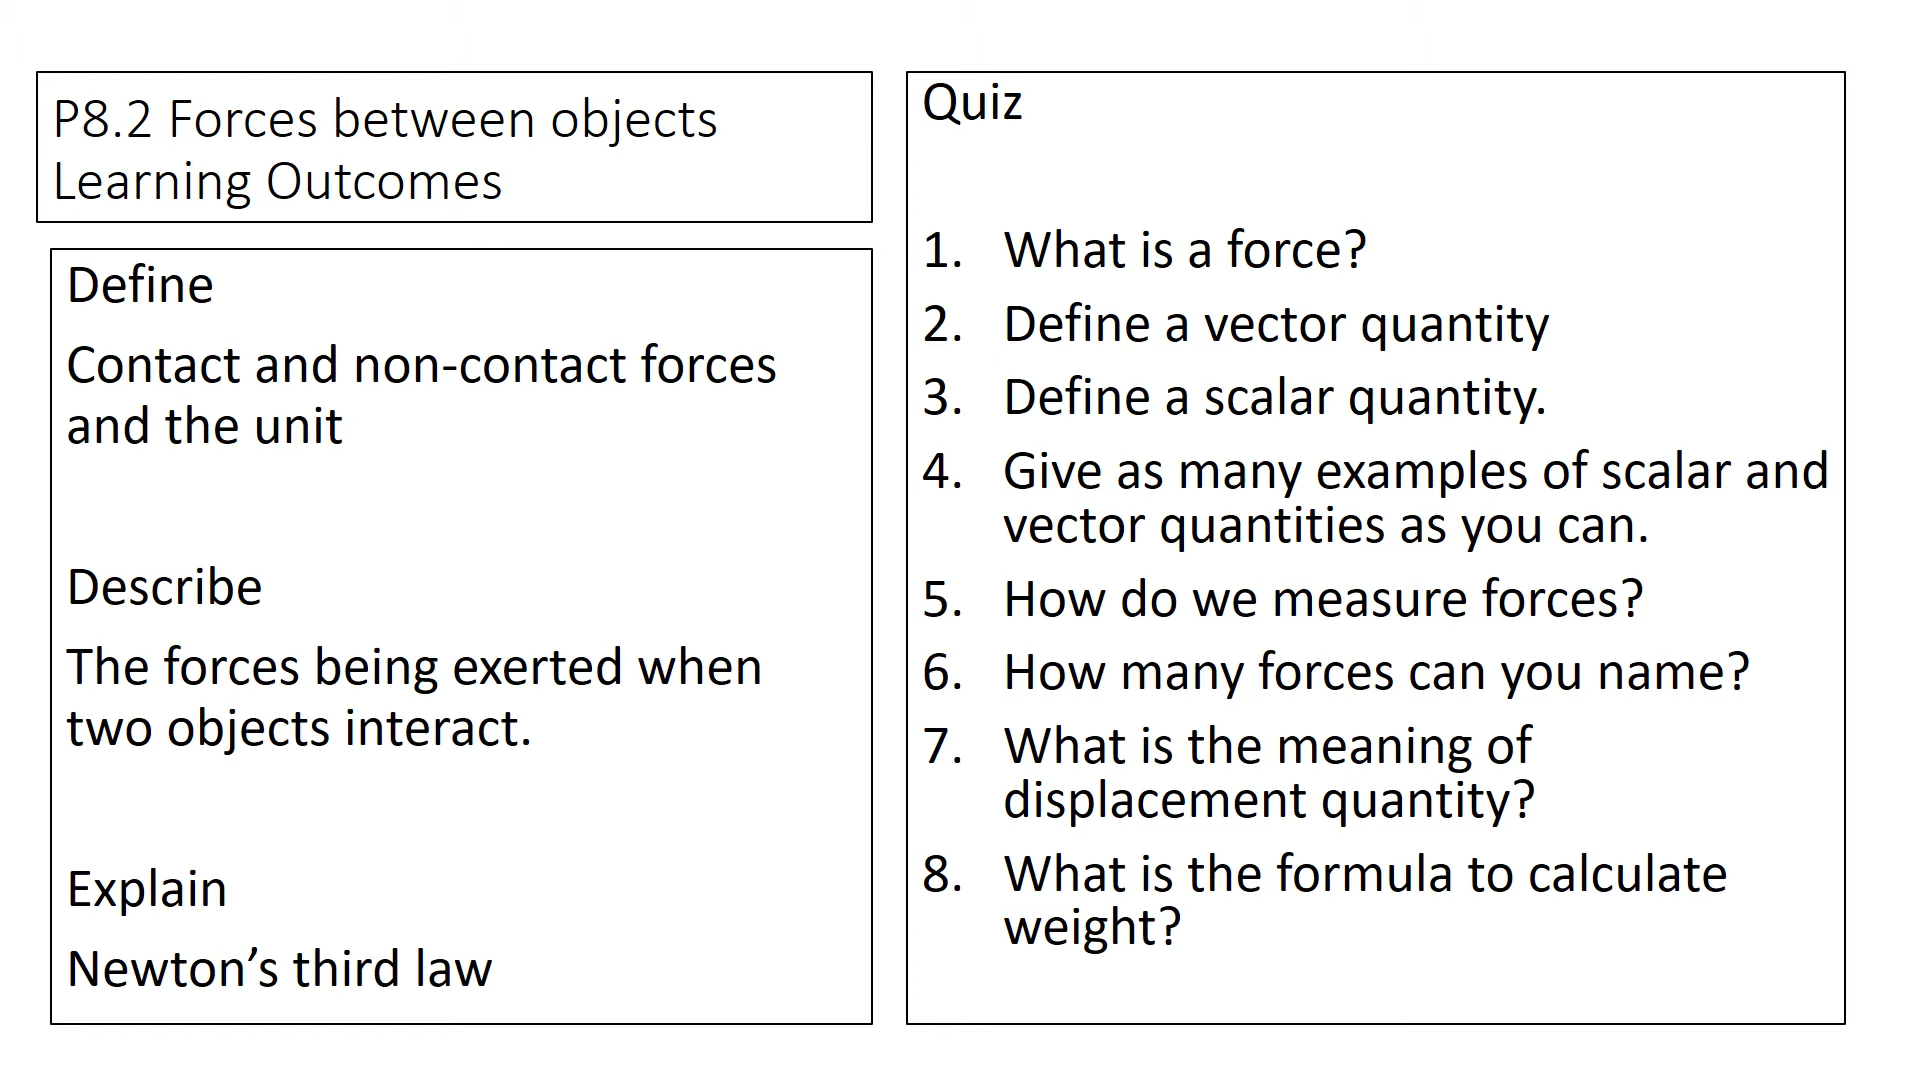 P8.2 Forces between objects
Learning Outcomes
Define
Contact and non-contact forces
and the unit
Describe
The forces being exerted when
two objects interact.
Explain
Newton’s third law
Quiz
1. What is a force?
2. Define a vector quantity
3. Define a scalar quantity.
4. Give as many examples of scalar and
vector quantities as you can.
5. How do we measure forces?
6. How many forces can you name?
7. What is the meaning of
displacement quantity?
8. What is the formula to calculate
weight?